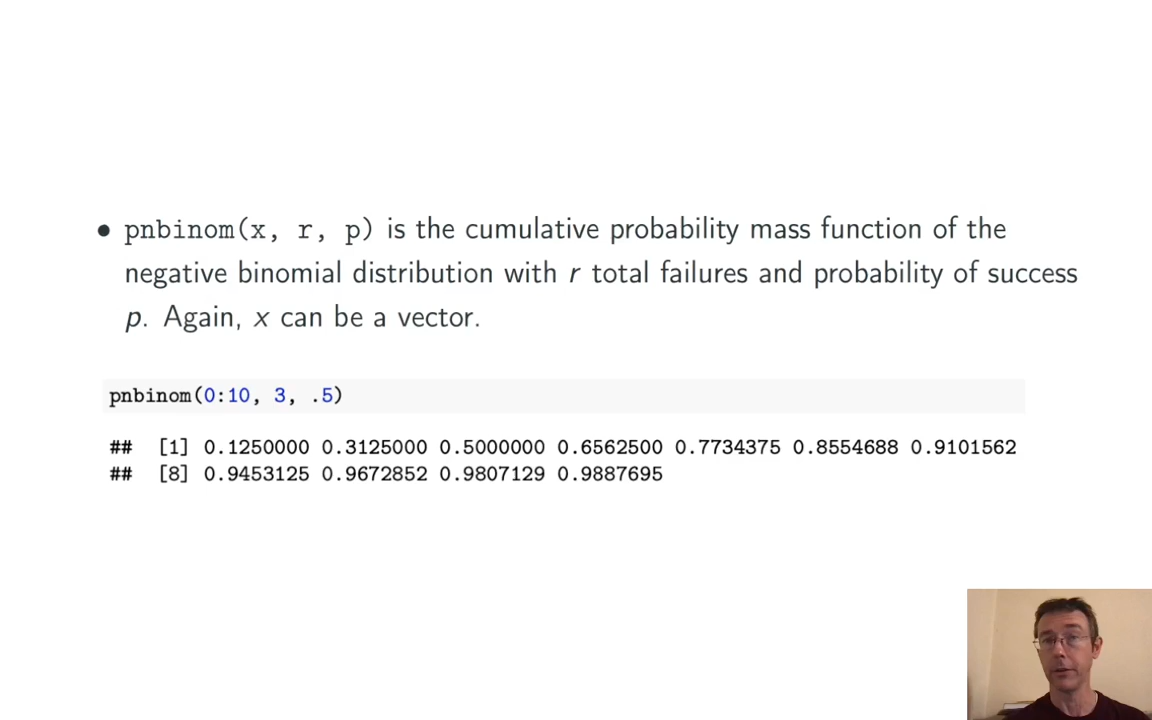 • pnbinom(x, r, p) is the cumulative probability mass function of the
negative binomial distribution with r total failures and probability of success
p. Again, x can be a vector.
pnbinom(0:10, 3, .5)
## [1] 0.1250000 0.3125000 0.5000000 0.6562500 0.7734375 0.8554688 0.9101562
## [8] 0.9453125 0.9672852 0.9807129 0.9887695